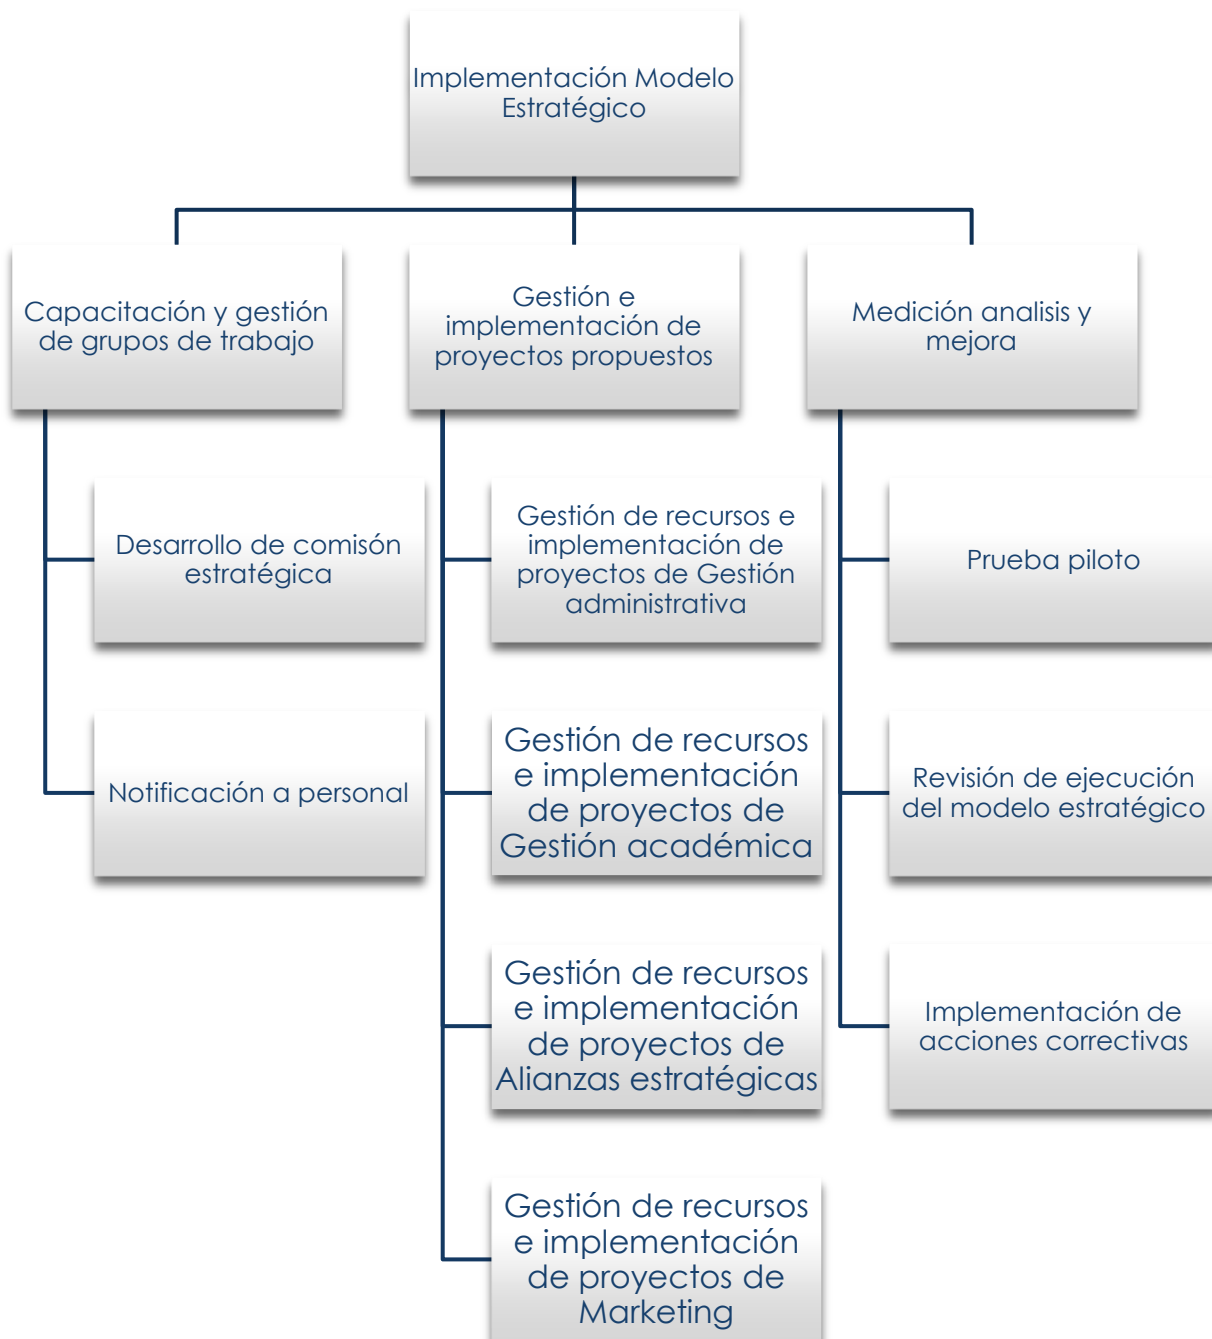 Implementación Modelo
Estratégico
Capacitación y gestión
de grupos de trabajo
Desarrollo de comisón
estratégica
Notificación a personal
Gestión e
implementación de
proyectos propuestos
Gestión de recursos e
implementación de
proyectos de Gestión
administrativa
Gestión de recursos
e implementación
de proyectos de
Gestión académica
Gestión de recursos
e implementación
de proyectos de
Alianzas estratégicas
Gestión de recursos
e implementación
de proyectos de
Marketing
Medición analisis y
mejora
Prueba piloto
Revisión de ejecución
del modelo estratégico
Implementación de
acciones correctivas